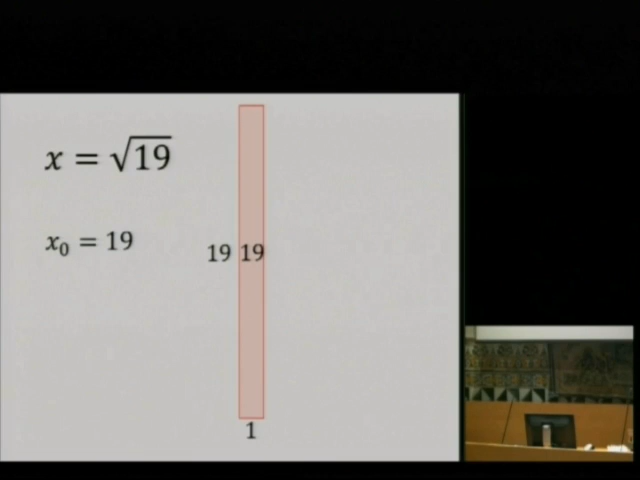 x = √19
x₀ = 19
19 19
1